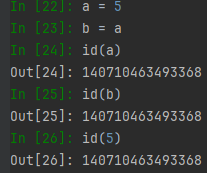 In [22]: a = 5
In [23]: b = a
In [24]: id(a)
Out[24]: 140710463493368
In [25]: id(b)
Out[25]: 140710463493368
In [26]: id(5)
Out[26]: 140710463493368